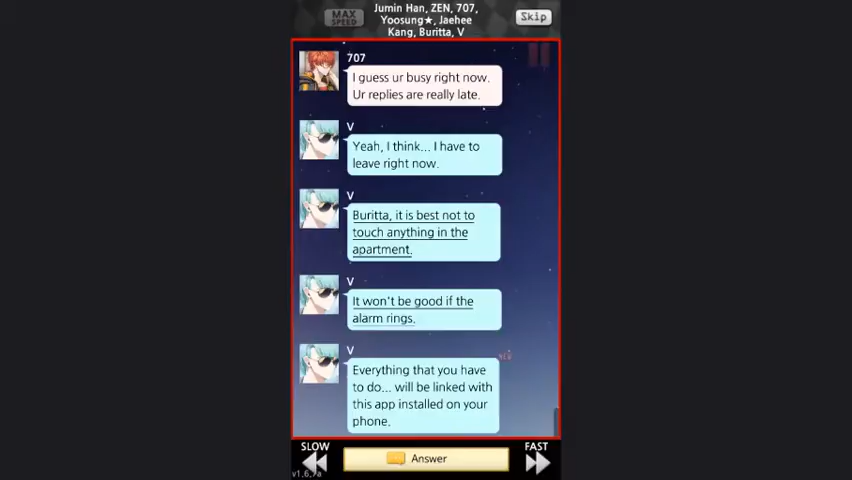 Jumin Han, ZEN, 707,
MAX
SPEED
Yoosung★, Jaehee
Kang, Buritta, V
Skip
707
I guess ur busy right now.
Ur replies are really late.
V
Yeah, I think... I have to
leave right now.
V
Buritta, it is best not to
touch anything in the
apartment.
V
It won't be good if the
alarm rings.
V
Everything that you have
to do... will be linked with
this app installed on your
phone.
SLOW
Answer
FAST